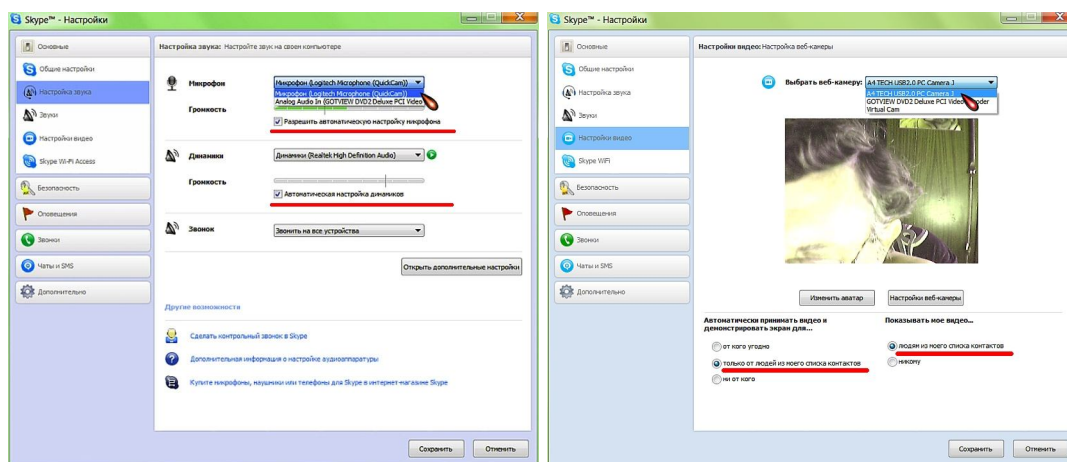 Skype™ - Настройки
Основные
Общие настройки
Настройка звука
Звуки
Настройки видео
Skype Wi-Fi Access
Безопасность
Оповещения
Звонки
Чаты и SMS
Дополнительно
Настройка звука: Настройте звук на своем компьютере
Микрофон
Микрофон (Logitech Microphone (QuickCam))
Микрофон (Logitech Microphone (QuickCam))
Analog Audio In (GOTVIEW DVD2 Deluxe PCI Video
Громкость
Разрешить автоматическую настройку микрофона
Динамики
Динамики (Realtek High Definition Audio)
Громкость
Автоматическая настройка динамиков
Звонок
Звонить на все устройства
Открыть дополнительные настройки
Другие возможности
Сделать контрольный звонок в Skype
Дополнительная информация о настройке аудиоаппаратуры
Купите микрофоны, наушники или телефоны для Skype в интернет-магазине Skype
Сохранить
Отменить
Skype™ - Настройки
Основные
Общие настройки
Настройка звука
Звуки
Настройки видео
Skype WiFi
Безопасность
Оповещения
Звонки
Чаты и SMS
Дополнительно
Настройки видео: Настройка веб-камеры
Выбрать веб-камеру:
A4 TECH USB2.0 PC Camera J
A4 TECH USB2.0 PC Camera J
GOTVIEW DVD2 Deluxe PCI Video
Virtual Cam
Изменить аватар
Настройки веб-камеры
Автоматически принимать видео и
демонстрировать экран для...
от кого угодно
только от людей из моего списка контактов
ни от кого
Показывать мое видео...
людям из моего списка контактов
никому
Сохранить
Отменить